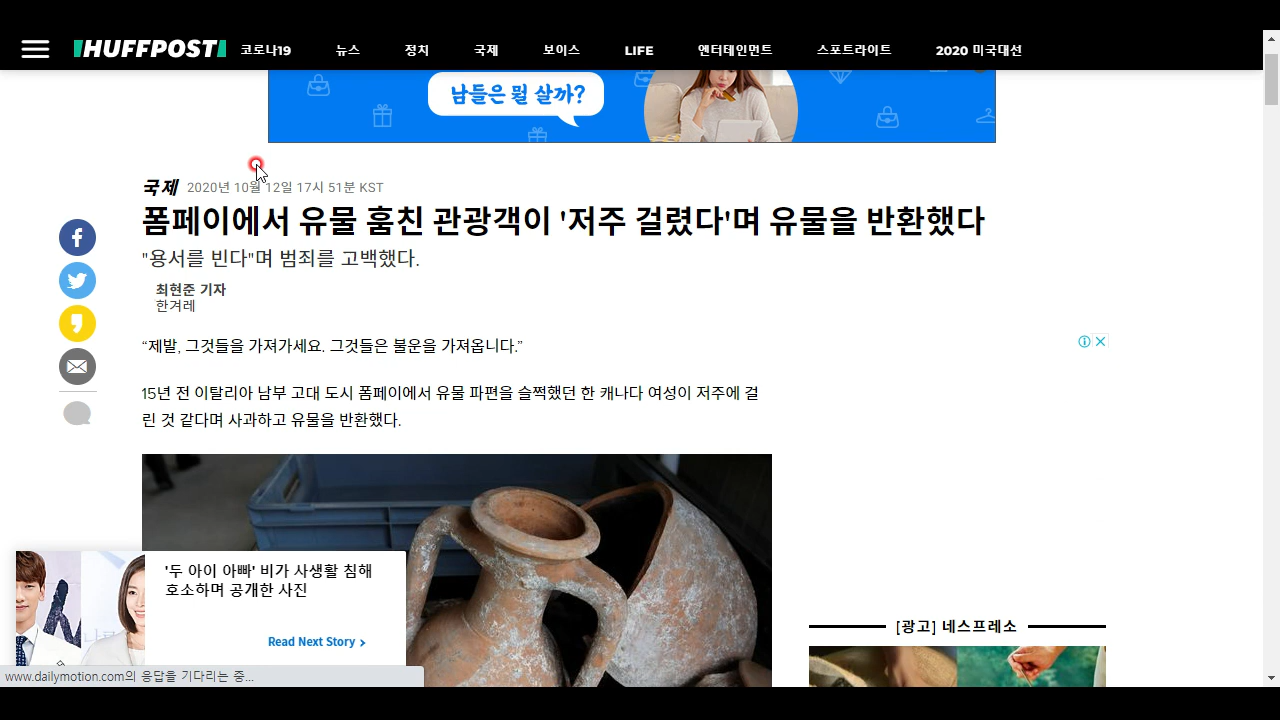 HUFFPOST
코로나19 뉴스 정치 국제 보이스 LIFE 엔터테인먼트 스포트라이트 2020 미국대선
남들은 뭘 살까?
국제 2020년 10월 12일 17시 51분 KST
폼페이에서 유물 훔친 관광객이 '저주 걸렸다'며 유물을 반환했다
"용서를 빈다"며 범죄를 고백했다.
최현준 기자
한겨레
“제발, 그것들을 가져가세요. 그것들은 불운을 가져옵니다.”
15년 전 이탈리아 남부 고대 도시 폼페이에서 유물 파편을 슬쩍했던 한 캐나다 여성이 저주에 걸
린 것 같다며 사과하고 유물을 반환했다.
'두 아이 아빠' 비가 사생활 침해
호소하며 공개한 사진
Read Next Story
[광고] 네스프레소
www.dailymotion.com의 응답을 기다리는 중...